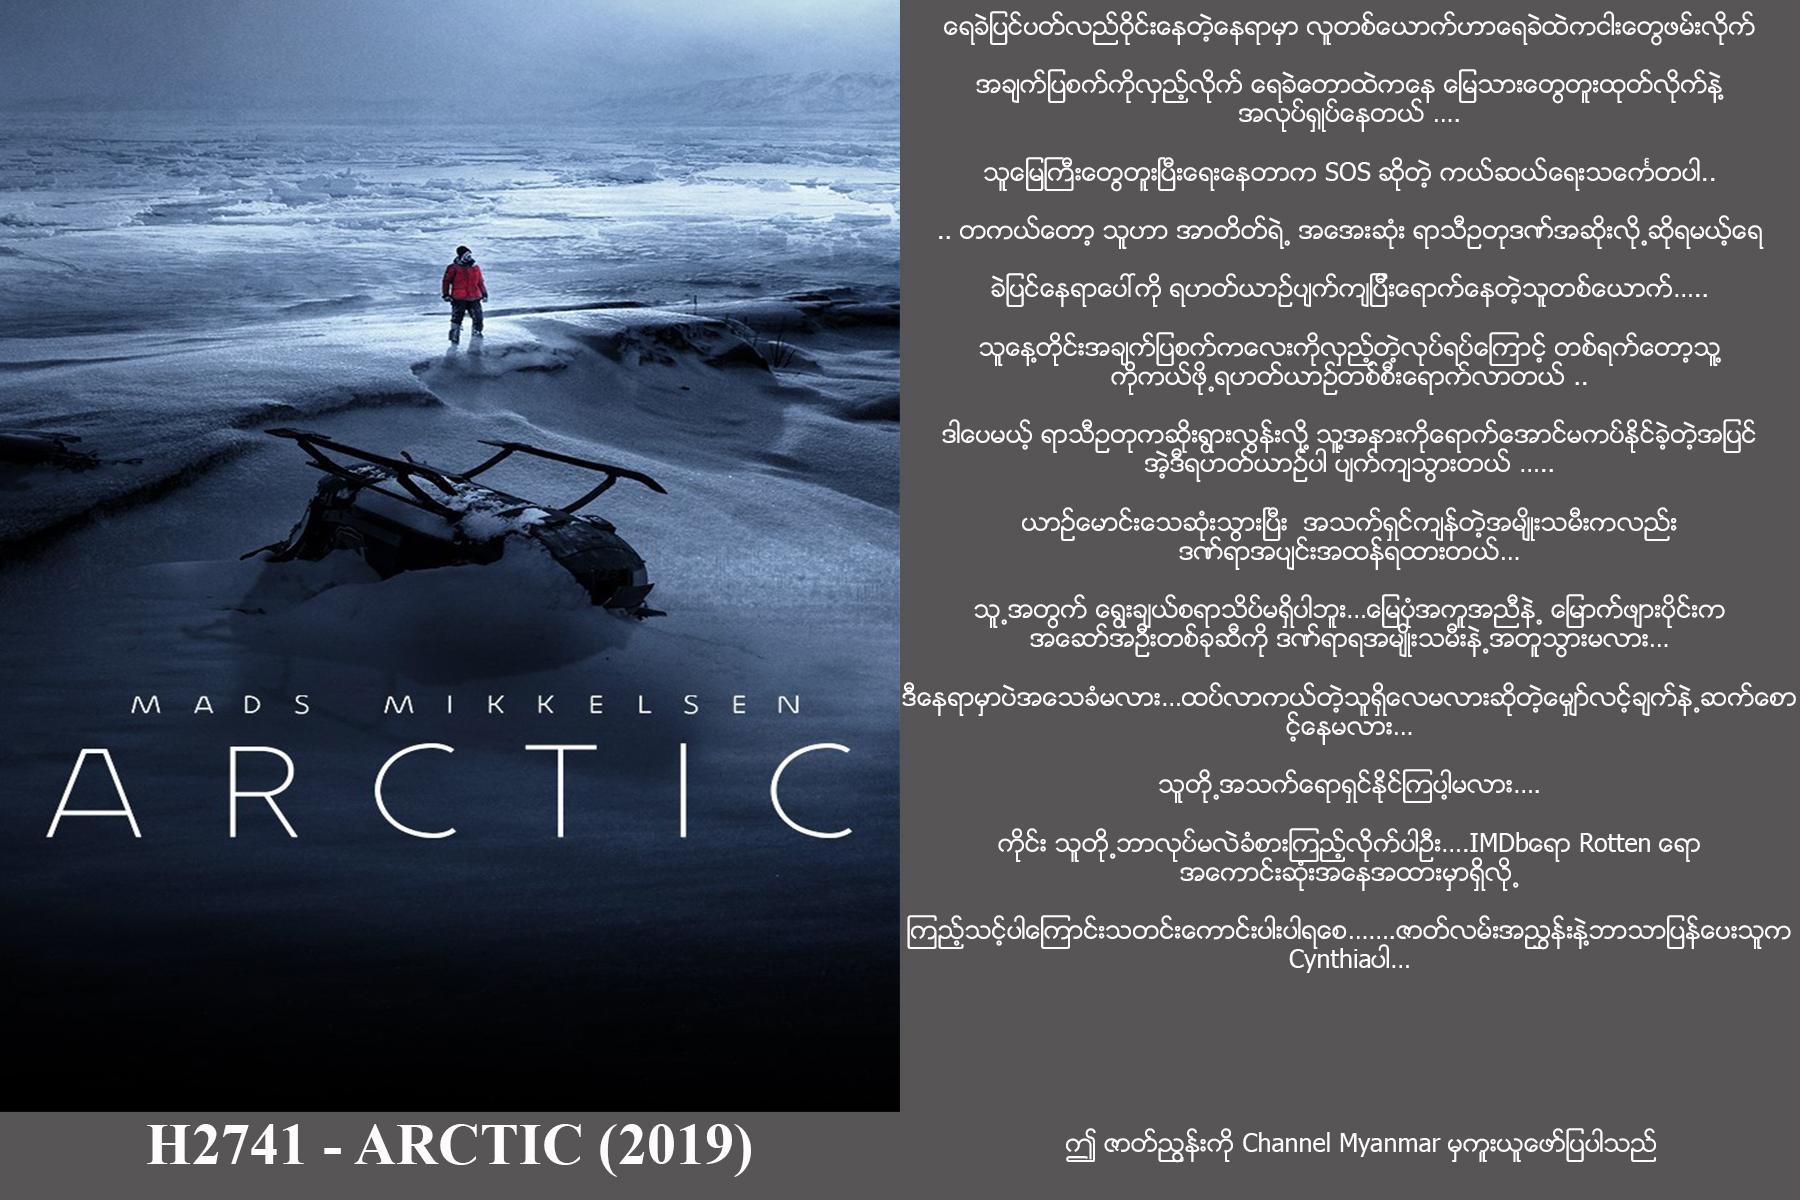 MADS MIKKELSEN
ARCTIC
H2741 - ARCTIC (2019)
ရေခဲပြင်ပတ်လည်ဝိုင်းနေတဲ့နေရာမှာ လူတစ်ယောက်ဟာရေခဲထဲကငါးတွေဖမ်းလိုက်
အချက်ပြစက်ကိုလှည့်လိုက် ရေခဲတောထဲကနေ မြေသားတွေတူးထုတ်လိုက်နဲ့
အလုပ်ရှုပ်နေတယ် ....
သူမြေကြီးတွေတူးပြီးရေးနေတာက SOS ဆိုတဲ့ ကယ်ဆယ်ရေးသင်္ကေတပါ..
.. တကယ်တော့ သူဟာ အာတိတ်ရဲ့ အအေးဆုံး ရာသီဥတုဒဏ်အဆိုးလို့ဆိုရမယ့်ရေ
ခဲပြင်နေရာပေါ်ကို ရဟတ်ယာဉ်ပျက်ကျပြီးရောက်နေတဲ့သူတစ်ယောက်.....
သူနေ့တိုင်းအချက်ပြစက်ကလေးကိုလှည့်တဲ့လုပ်ရပ်ကြောင့် တစ်ရက်တော့သူ့
ကိုကယ်ဖို့ရဟတ်ယာဉ်တစ်စီးရောက်လာတယ် ..
ဒါပေမယ့် ရာသီဥတုကဆိုးရွားလွန်းလို့ သူ့အနားကိုရောက်အောင်မကပ်နိုင်ခဲ့တဲ့အပြင်
အဲ့ဒီရဟတ်ယာဉ်ပါ ပျက်ကျသွားတယ် .....
ယာဉ်မောင်းသေဆုံးသွားပြီး အသက်ရှင်ကျန်တဲ့အမျိုးသမီးကလည်း
ဒဏ်ရာအပျင်းအထန်ရထားတယ်...
သူ့အတွက် ရွေးချယ်စရာသိပ်မရှိပါဘူး...မြေပုံအကူအညီနဲ့ မြောက်ဖျားပိုင်းက
အဆော်အဦးတစ်ခုဆီကို ဒဏ်ရာရအမျိုးသမီးနဲ့အတူသွားမလား...
ဒီနေရာမှာပဲအသေခံမလား...ထပ်လာကယ်တဲ့သူရှိလေမလားဆိုတဲ့မျှော်လင့်ချက်နဲ့ဆက်စော
င့်နေမလား...
သူတို့အသက်ရောရှင်နိုင်ကြပါ့မလား....
ကိုင်း သူတို့ဘာလုပ်မလဲခံစားကြည့်လိုက်ပါဦး....IMDbရော Rotten ရော
အကောင်းဆုံးအနေအထားမှာရှိလို့
ကြည့်သင့်ပါကြောင်းသတင်းကောင်းပါးပါရစေ.......ဇာတ်လမ်းအညွှန်းနဲ့ဘာသာပြန်ပေးသူက
Cynthiaပါ...
ဤ ဇာတ်ညွှန်းကို Channel Myanmar မှကူးယူဖော်ပြပါသည်